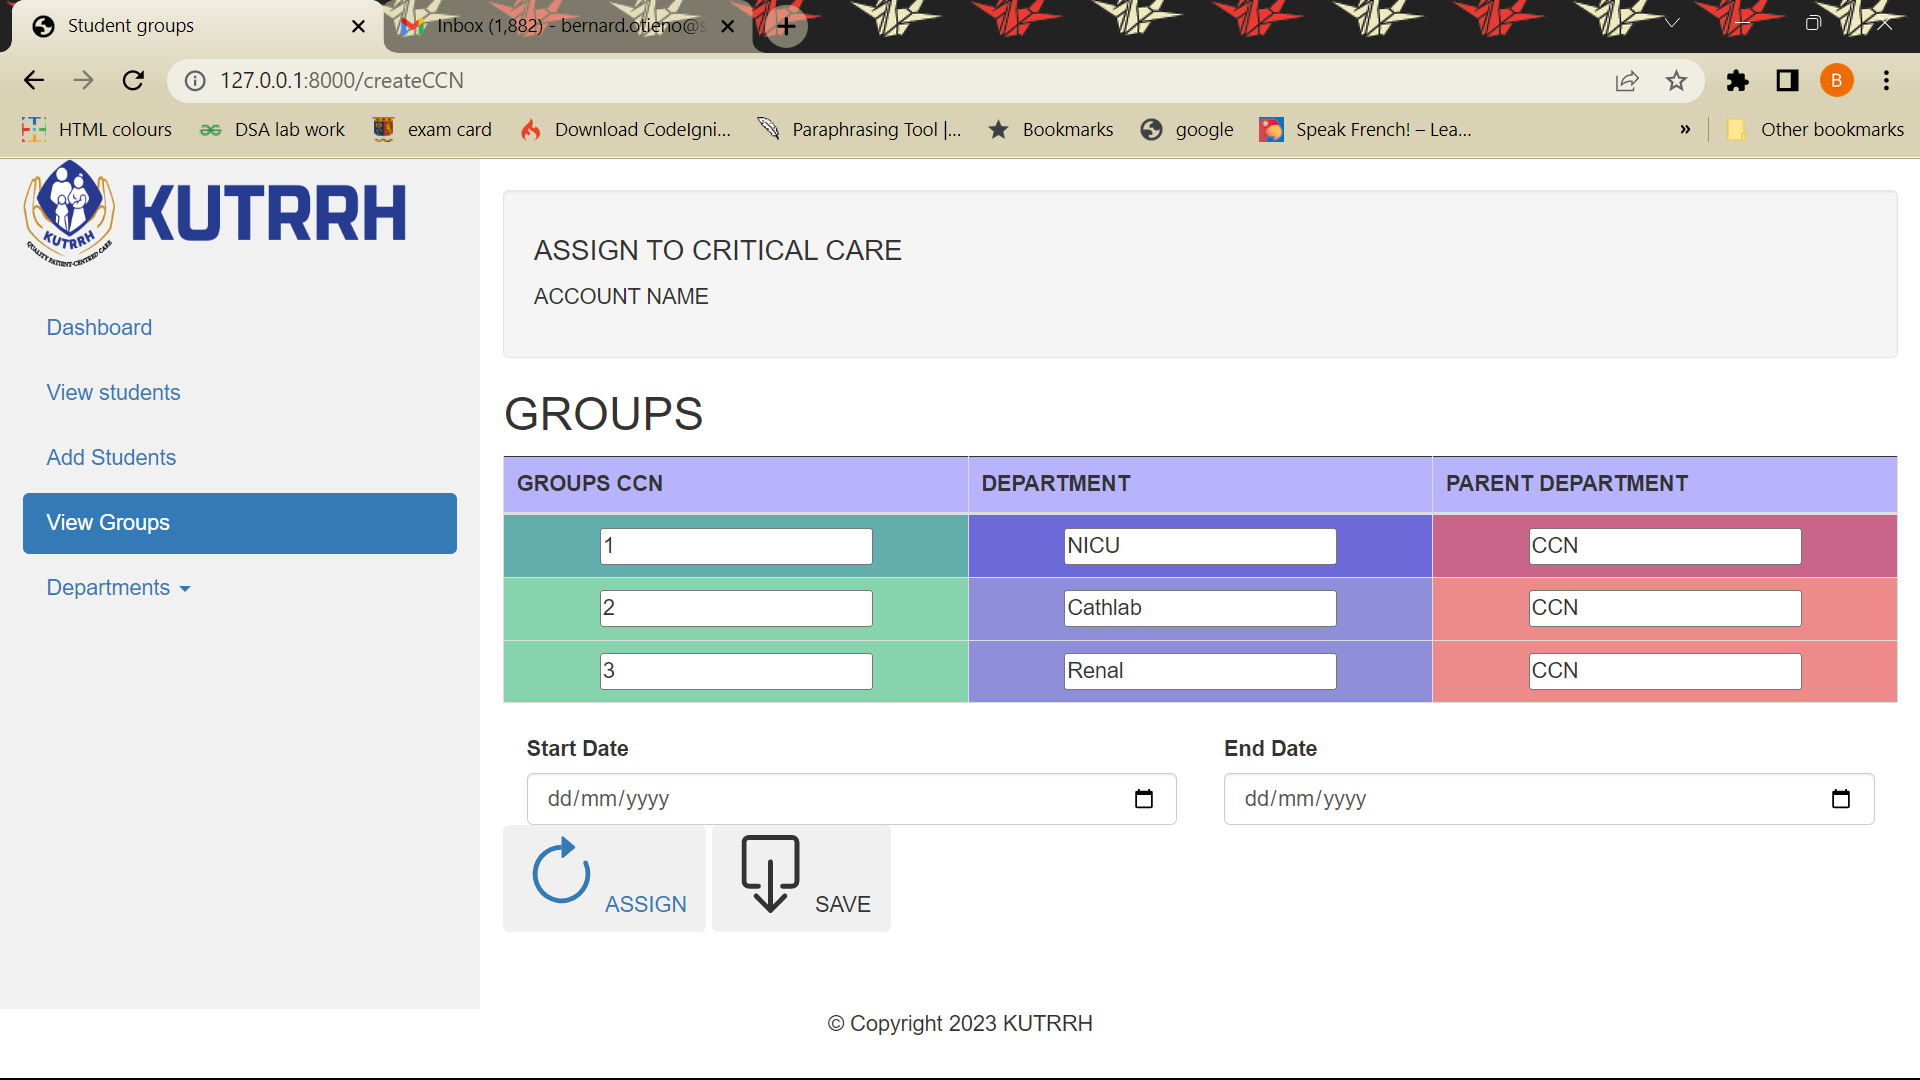 Student groups
Inbox (1,882) - bernard.otieno@s
127.0.0.1:8000/createCCN
B
HTML colours
DSA lab work
exam card
Download CodeIgni...
Paraphrasing Tool |...
Bookmarks
google
Speak French! – Lea...
»
Other bookmarks
KUTRRH
QUALITY PATIENT-CENTRED CARE
KUTRRH
Dashboard
View students
Add Students
View Groups
Departments
ASSIGN TO CRITICAL CARE
ACCOUNT NAME
GROUPS
GROUPS CCN DEPARTMENT PARENT DEPARTMENT
1 NICU CCN
2 Cathlab CCN
3 Renal CCN
Start Date End Date
dd/mm/yyyy dd/mm/yyyy
ASSIGN SAVE
© Copyright 2023 KUTRRH